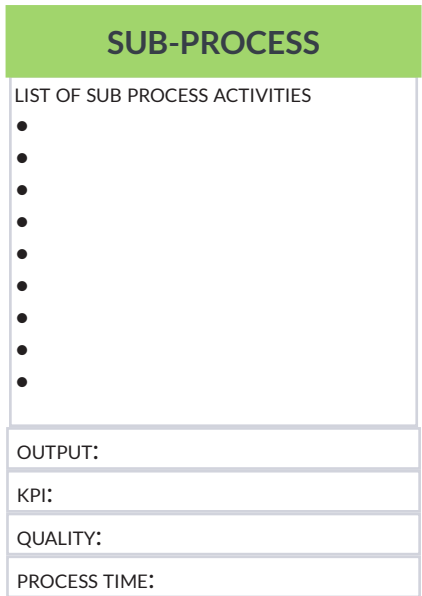 SUB-PROCESS
LIST OF SUB PROCESS ACTIVITIES
●
●
●
●
●
●
●
●
●
OUTPUT:
KPI:
QUALITY:
PROCESS TIME: